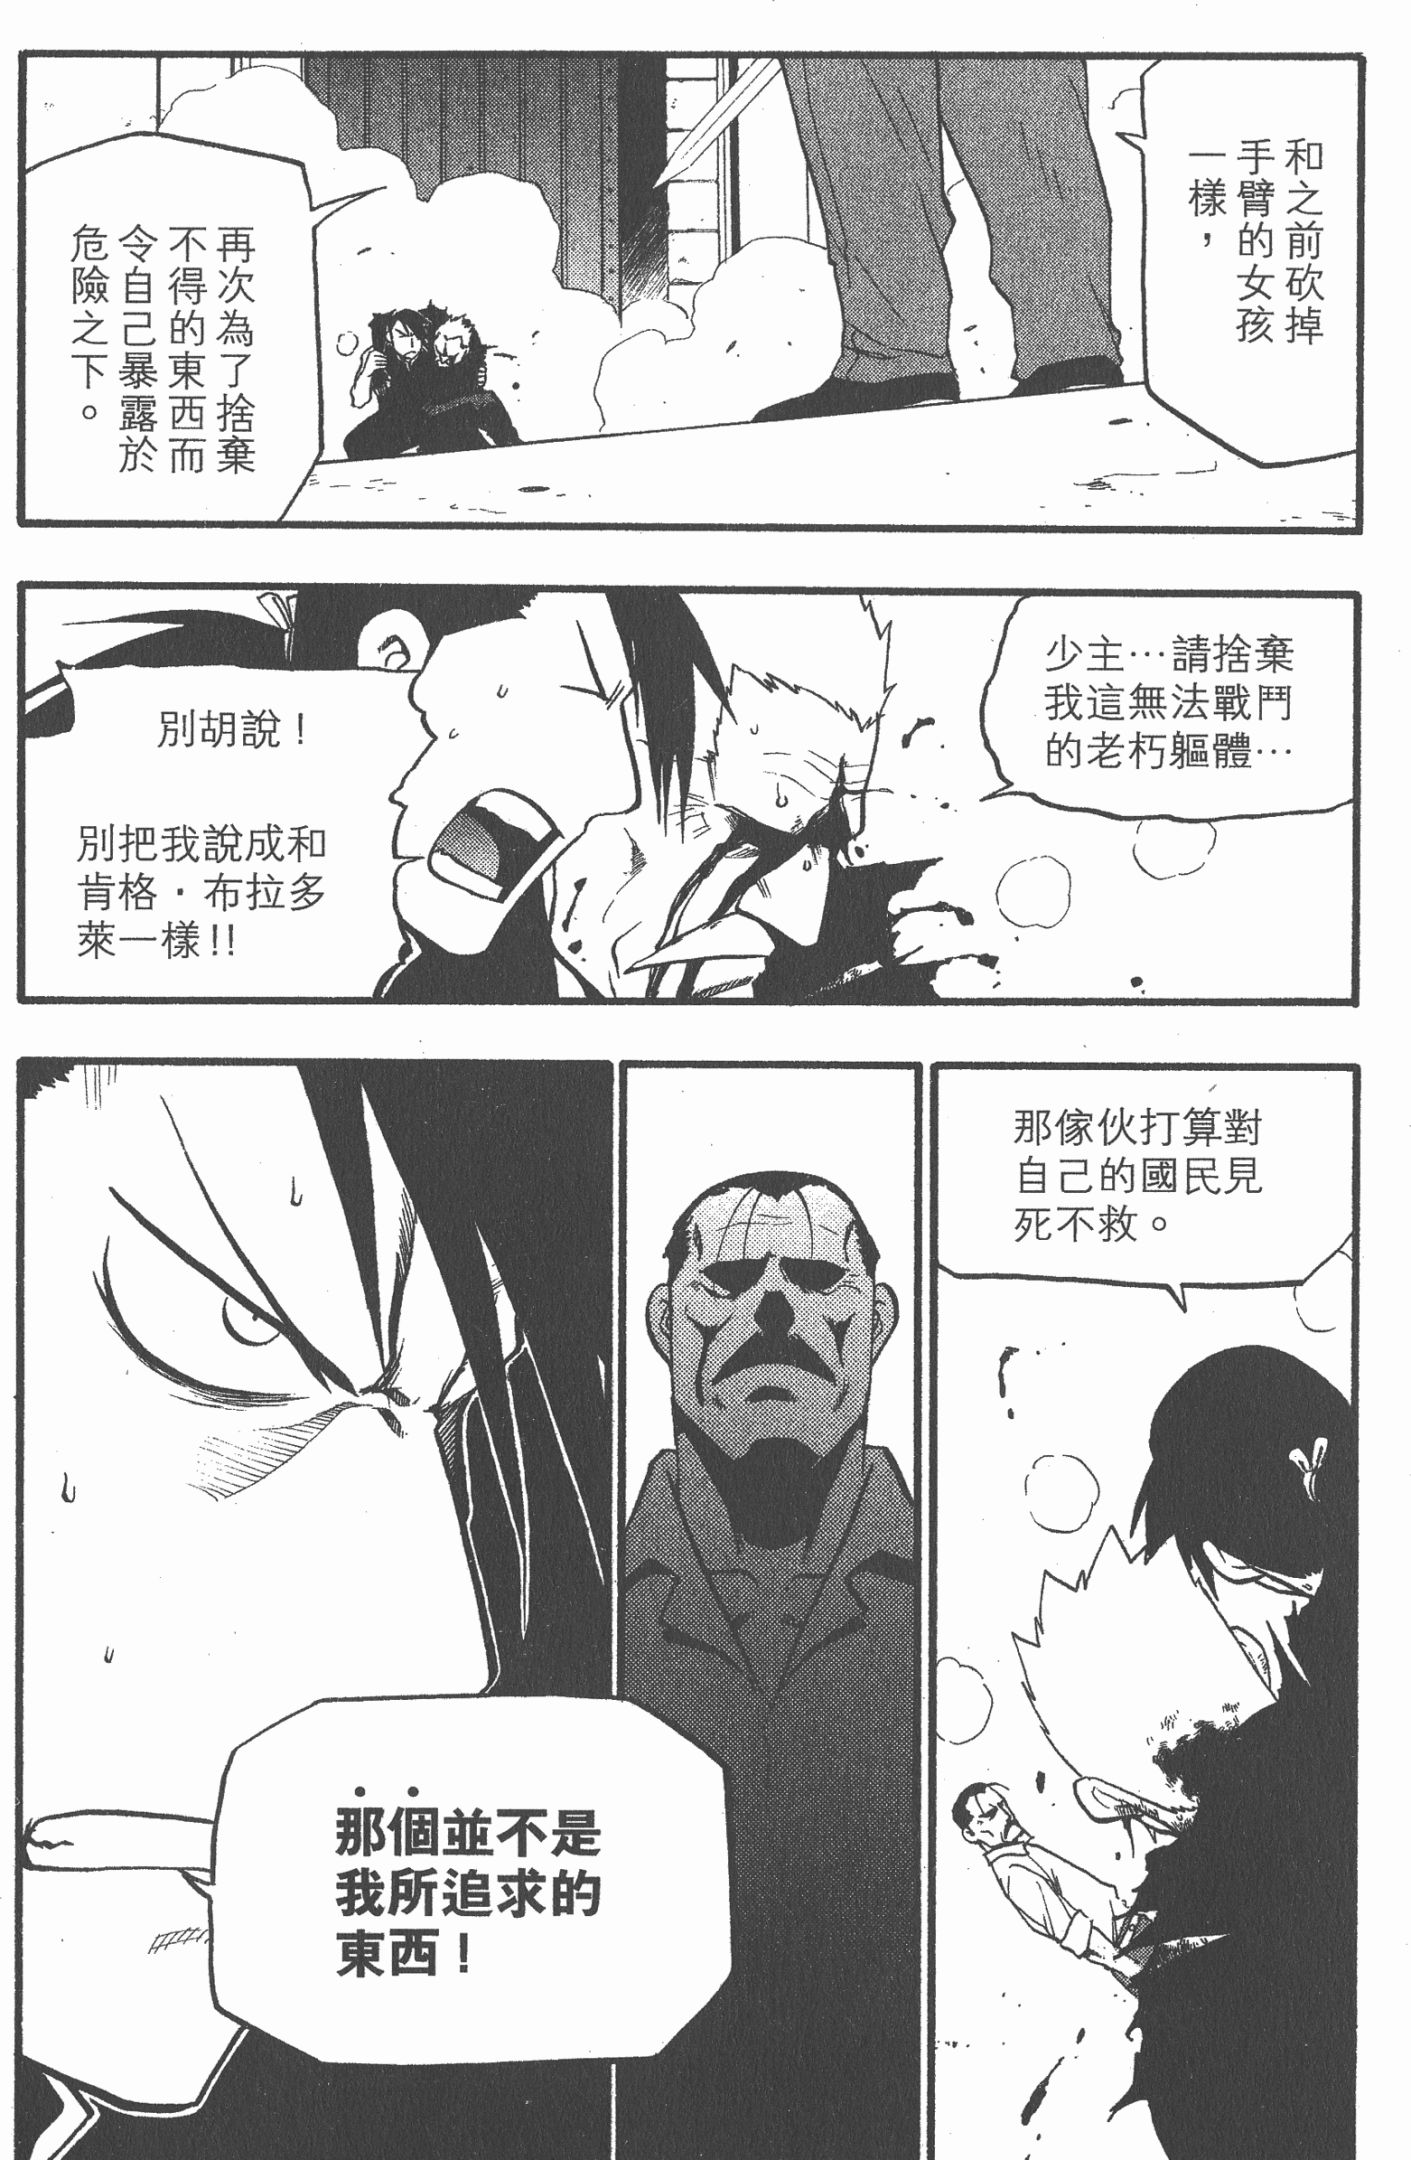 和之前砍掉
手臂的女孩
一樣，
再次為了捨棄
不得的東西而
令自己暴露於
危險之下。
少主⋯請捨棄
我這無法戰鬥
的老朽軀體⋯
別胡說！
別把我說成和
肯格・布拉多
萊一樣!!
那傢伙打算對
自己的國民見
死不救。
那個並不是
我所追求的
東西！